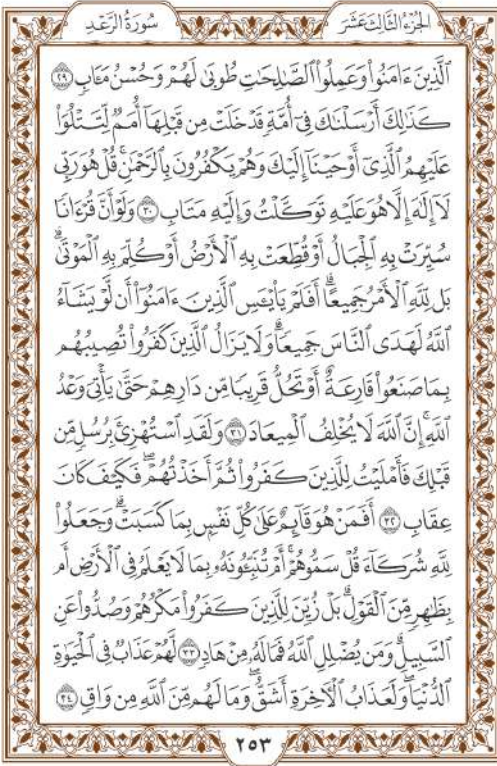 الجزء الثالث عشر
سورة الرعد
ٱلَّذِينَ ءَامَنُوا۟ وَعَمِلُوا۟ ٱلصَّٰلِحَٰتِ طُوبَىٰ لَهُمْ وَحُسْنُ مَـَٔابٍ ٢٩
كَذَٰلِكَ أَرْسَلْنَٰكَ فِىٓ أُمَّةٍ قَدْ خَلَتْ مِن قَبْلِهَآ أُمَمٌ لِّتَتْلُوَا۟
عَلَيْهِمُ ٱلَّذِىٓ أَوْحَيْنَآ إِلَيْكَ وَهُمْ يَكْفُرُونَ بِٱلرَّحْمَٰنِ ۚ قُلْ هُوَ رَبِّى
لَآ إِلَٰهَ إِلَّا هُوَ عَلَيْهِ تَوَكَّلْتُ وَإِلَيْهِ مَتَابِ ٣٠ وَلَوْ أَنَّ قُرْءَانًا
سُيِّرَتْ بِهِ ٱلْجِبَالُ أَوْ قُطِّعَتْ بِهِ ٱلْأَرْضُ أَوْ كُلِّمَ بِهِ ٱلْمَوْتَىٰ ۗ
بَل لِّلَّهِ ٱلْأَمْرُ جَمِيعًا ۗ أَفَلَمْ يَا۟يْـَٔسِ ٱلَّذِينَ ءَامَنُوٓا۟ أَن لَّوْ يَشَآءُ
ٱللَّهُ لَهَدَى ٱلنَّاسَ جَمِيعًا ۗ وَلَا يَزَالُ ٱلَّذِينَ كَفَرُوا۟ تُصِيبُهُم
بِمَا صَنَعُوا۟ قَارِعَةٌ أَوْ تَحُلُّ قَرِيبًا مِّن دَارِهِمْ حَتَّىٰ يَأْتِىَ وَعْدُ
ٱللَّهِ ۚ إِنَّ ٱللَّهَ لَا يُخْلِفُ ٱلْمِيعَادَ ٣١ وَلَقَدِ ٱسْتُهْزِئَ بِرُسُلٍ مِّن
قَبْلِكَ فَأَمْلَيْتُ لِلَّذِينَ كَفَرُوا۟ ثُمَّ أَخَذْتُهُمْ ۖ فَكَيْفَ كَانَ
عِقَابِ ٣٢ أَفَمَنْ هُوَ قَآئِمٌ عَلَىٰ كُلِّ نَفْسٍۭ بِمَا كَسَبَتْ ۗ وَجَعَلُوا۟
لِلَّهِ شُرَكَآءَ قُلْ سَمُّوهُمْ ۚ أَمْ تُنَبِّـُٔونَهُۥ بِمَا لَا يَعْلَمُ فِى ٱلْأَرْضِ أَم
بِظَٰهِرٍ مِّنَ ٱلْقَوْلِ ۗ بَلْ زُيِّنَ لِلَّذِينَ كَفَرُوا۟ مَكْرُهُمْ وَصُدُّوا۟ عَنِ
ٱلسَّبِيلِ ۗ وَمَن يُضْلِلِ ٱللَّهُ فَمَا لَهُۥ مِنْ هَادٍ ٣٣ لَّهُمْ عَذَابٌ فِى ٱلْحَيَوٰةِ
ٱلدُّنْيَا ۖ وَلَعَذَابُ ٱلْءَاخِرَةِ أَشَقُّ ۖ وَمَا لَهُم مِّنَ ٱللَّهِ مِن وَاقٍ ٣٤
٢٥٣